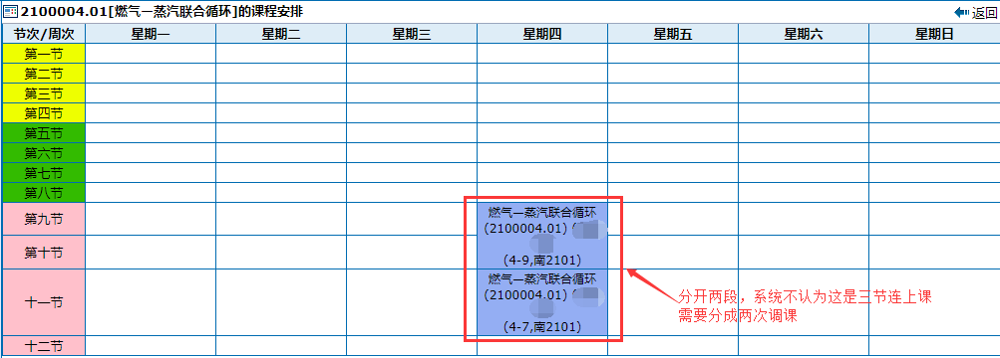 2100004.01[燃气—蒸汽联合循环]的课程安排
返回
节次/周次 星期一 星期二 星期三 星期四 星期五 星期六 星期日
第一节
第二节
第三节
第四节
第五节
第六节
第七节
第八节
第九节
燃气—蒸汽联合循环
(2100004.01) (
第十节
(4-9,南2101)
十一节
燃气—蒸汽联合循环
(2100004.01) (
(4-7,南2101)
分开两段，系统不认为这是三节连上课
需要分成两次调课
十二节